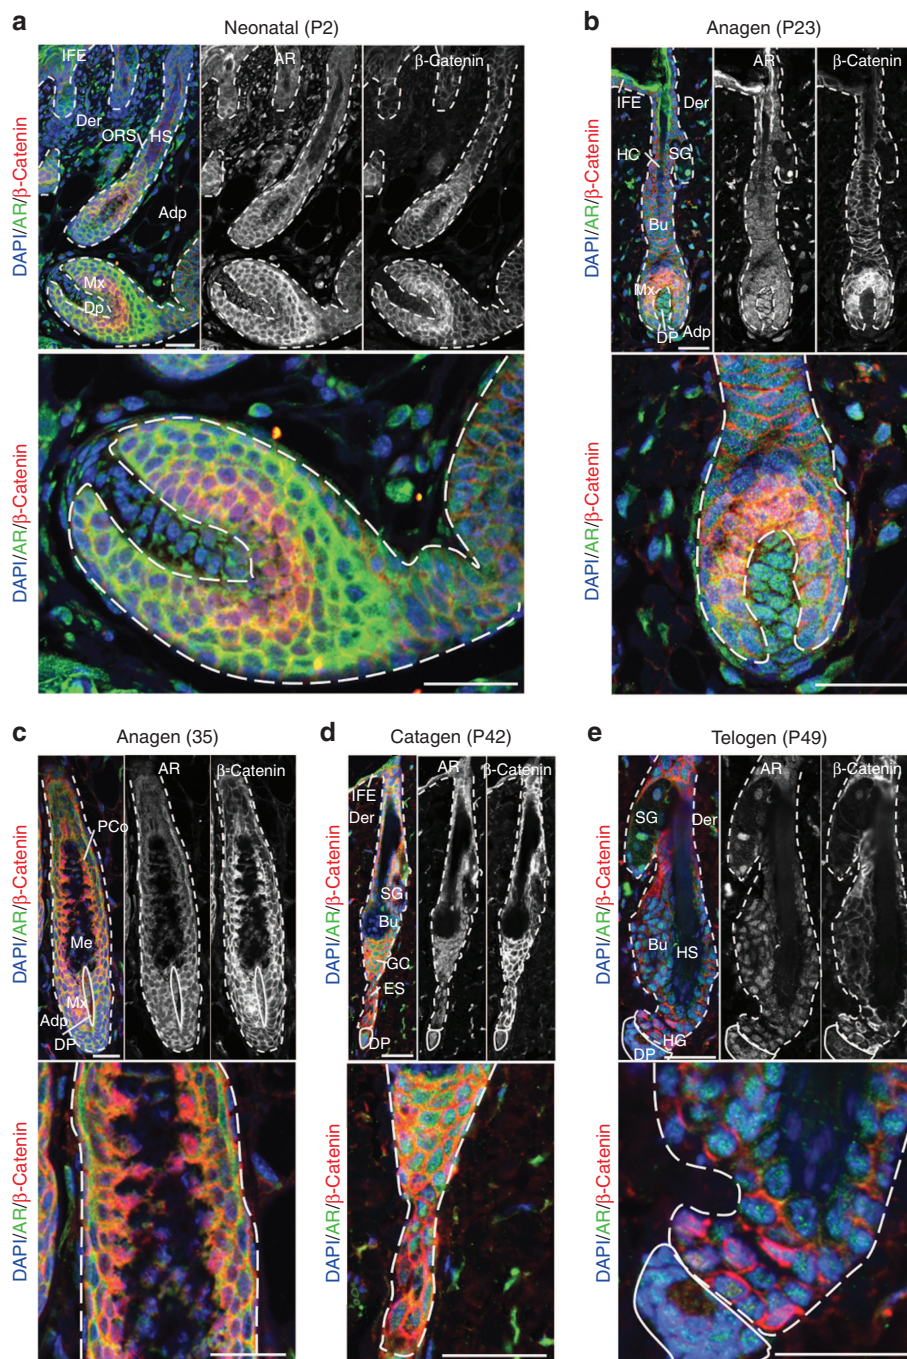 a
Neonatal (P2)
DAPI/AR/β-Catenin
IFE
Der
ORS
HS
Adp
Mx
Dp
AR
β-Catenin
DAPI/AR/β-Catenin
b
Anagen (P23)
DAPI/AR/β-Catenin
IFE
Der
HC
SG
Bu
Mx
DP
Adp
AR
β-Catenin
DAPI/AR/β-Catenin
c
Anagen (35)
DAPI/AR/β-Catenin
PCo
Me
Mx
Adp
DP
AR
β-Catenin
DAPI/AR/β-Catenin
d
Catagen (P42)
DAPI/AR/β-Catenin
IFE
Der
SG
Bu
GC
ES
DP
AR
β-Catenin
DAPI/AR/β-Catenin
e
Telogen (P49)
DAPI/AR/β-Catenin
SG
Der
Bu
HS
HG
DP
AR
β-Catenin
DAPI/AR/β-Catenin